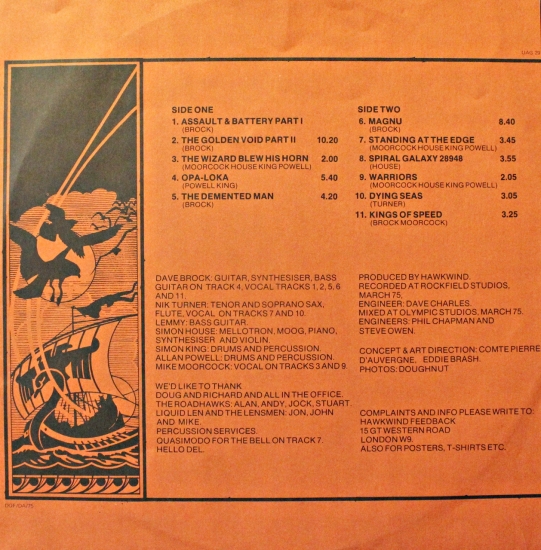 SIDE ONE
1. ASSAULT & BATTERY PART I
(BROCK)
2. THE GOLDEN VOID PART II 10.20
(BROCK)
3. THE WIZARD BLEW HIS HORN 2.00
(MOORCOCK HOUSE KING POWELL)
4. OPA-LOKA 5.40
(POWELL KING)
5. THE DEMENTED MAN 4.20
(BROCK)
SIDE TWO
6. MAGNU 8.40
(BROCK)
7. STANDING AT THE EDGE 3.45
(MOORCOCK HOUSE KING POWELL)
8. SPIRAL GALAXY 28948 3.55
(HOUSE)
9. WARRIORS 2.05
(MOORCOCK HOUSE KING POWELL)
10. DYING SEAS 3.05
(TURNER)
11. KINGS OF SPEED 3.25
(BROCK MOORCOCK)
DAVE BROCK: GUITAR, SYNTHESISER, BASS
GUITAR ON TRACK 4, VOCAL TRACKS 1, 2, 5, 6
AND 11.
NIK TURNER: TENOR AND SOPRANO SAX,
FLUTE, VOCAL ON TRACKS 7 AND 10.
LEMMY: BASS GUITAR.
SIMON HOUSE: MELLOTRON, MOOG, PIANO,
SYNTHESISER AND VIOLIN.
SIMON KING: DRUMS AND PERCUSSION.
ALLAN POWELL: DRUMS AND PERCUSSION.
MIKE MOORCOCK: VOCAL ON TRACKS 3 AND 9.
WE'D LIKE TO THANK
DOUG AND RICHARD AND ALL IN THE OFFICE.
THE ROADHAWKS: ALAN, ANDY, JOCK, STUART,
LIQUID LEN AND THE LENSMEN: JON, JOHN
AND MIKE,
PERCUSSION SERVICES.
QUASIMODO FOR THE BELL ON TRACK 7.
HELLO DEL.
PRODUCED BY HAWKWIND.
RECORDED AT ROCKFIELD STUDIOS,
MARCH 75,
ENGINEER: DAVE CHARLES.
MIXED AT OLYMPIC STUDIOS, MARCH 75.
ENGINEERS: PHIL CHAPMAN AND
STEVE OWEN.
CONCEPT & ART DIRECTION: COMTE PIERRE
D'AUVERGNE, EDDIE BRASH.
PHOTOS: DOUGHNUT
COMPLAINTS AND INFO PLEASE WRITE TO:
HAWKWIND FEEDBACK
15 GT WESTERN ROAD
LONDON W9.
ALSO FOR POSTERS, T-SHIRTS ETC.